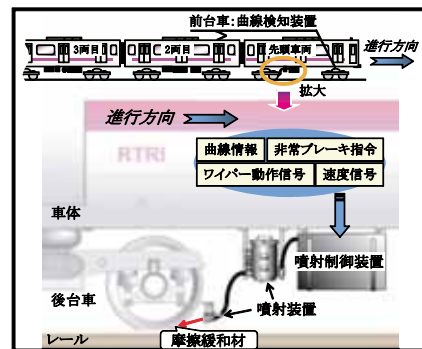 前台車:曲線検知装置
3両目
2両目
先頭車両
進行方向
拡大
進行方向
RTRI
曲線情報
非常ブレーキ指令
ワイパー動作信号
速度信号
車体
噴射制御装置
後台車
噴射装置
摩擦緩和材
レール